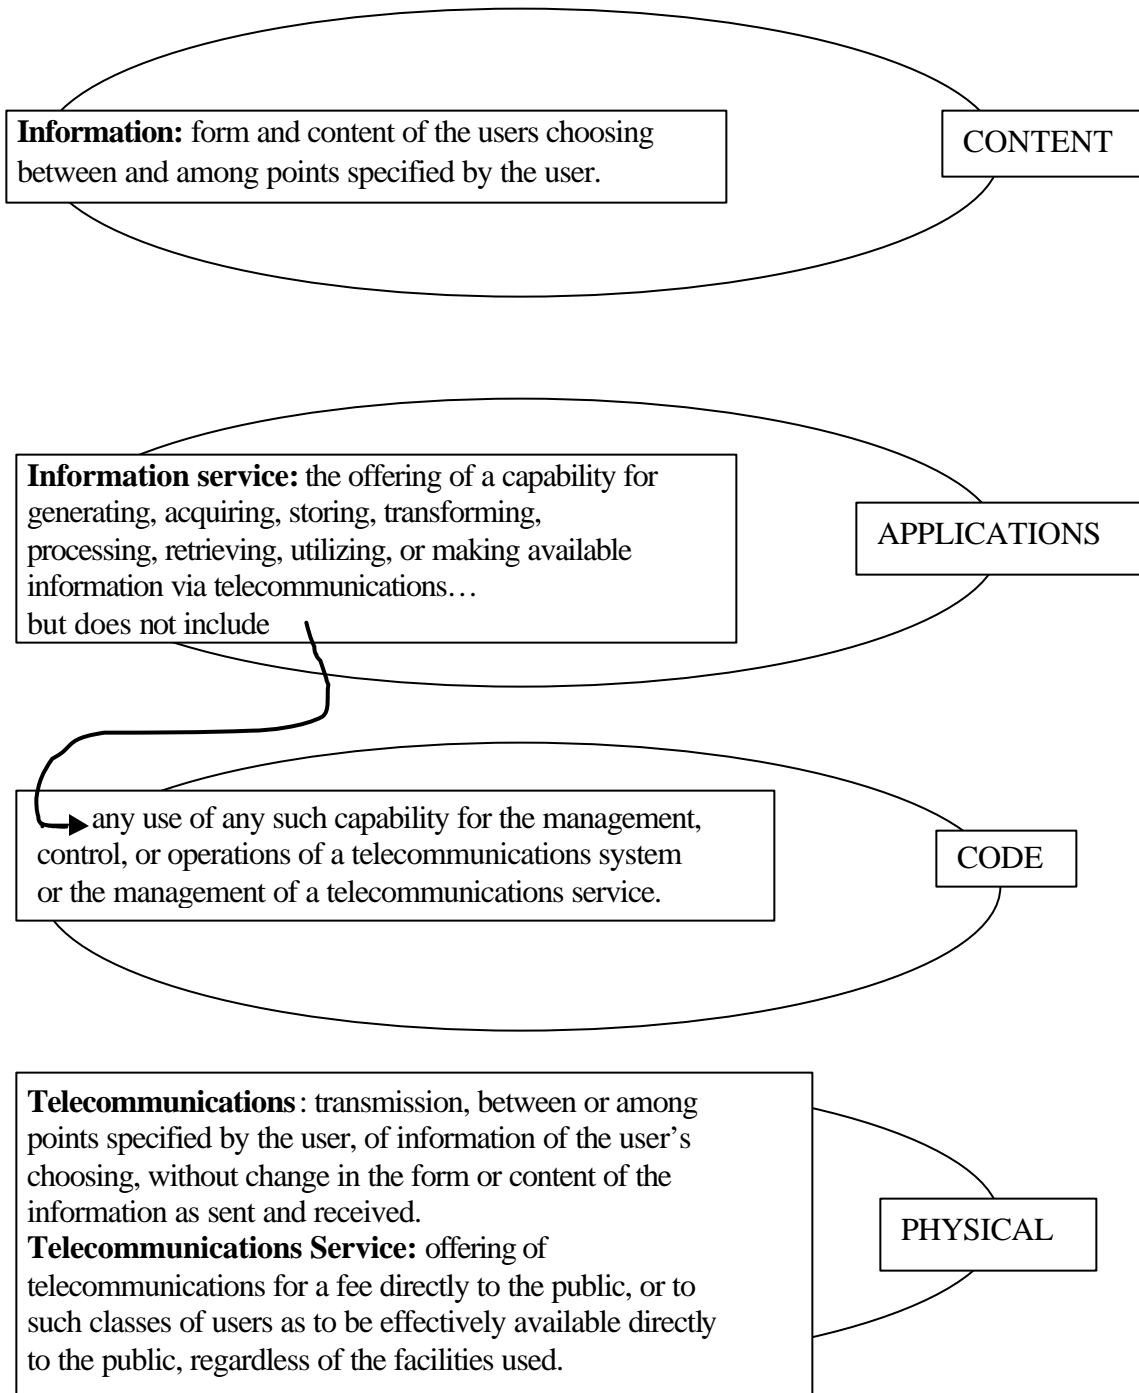 Information: form and content of the users choosing
between and among points specified by the user.
CONTENT
Information service: the offering of a capability for
generating, acquiring, storing, transforming,
processing, retrieving, utilizing, or making available
information via telecommunications…
but does not include
APPLICATIONS
any use of any such capability for the management,
control, or operations of a telecommunications system
or the management of a telecommunications service.
CODE
Telecommunications: transmission, between or among
points specified by the user, of information of the user’s
choosing, without change in the form or content of the
information as sent and received.
Telecommunications Service: offering of
telecommunications for a fee directly to the public, or to
such classes of users as to be effectively available directly
to the public, regardless of the facilities used.
PHYSICAL